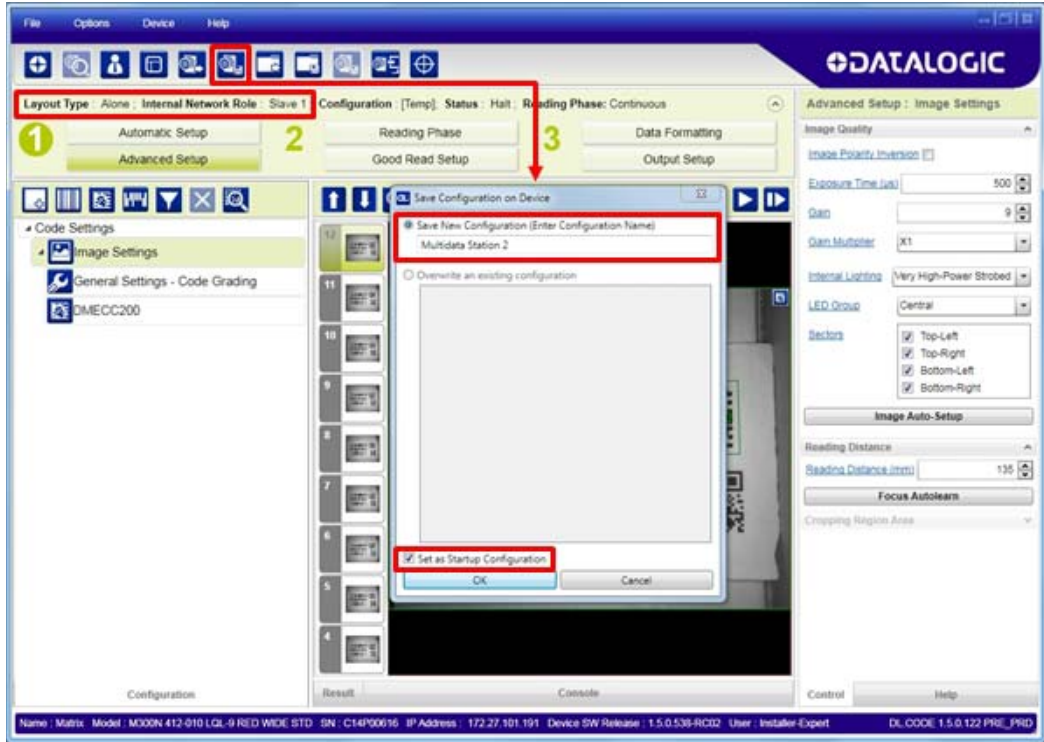 File Options Device Help
DATALOGIC
Layout Type : Alone ; Internal Network Role : Slave 1 ; Configuration : [Temp]; Status : Halt ; Reading Phase: Continuous
1 Automatic Setup
Advanced Setup
2 Reading Phase
Good Read Setup
3 Data Formatting
Output Setup
Code Settings
Image Settings
General Settings - Code Grading
DMECC200
Configuration
12
11
10
9
8
7
6
5
4
Save Configuration on Device
Save New Configuration (Enter Configuration Name)
Multidata Station 2
Overwrite an existing configuration
Set as Startup Configuration
OK Cancel
Result Console
Advanced Setup : Image Settings
Image Quality
Image Polarity Inversion
Exposure Time (us) 500
Gain 9
Gain Multiplier X1
Internal Lighting Very High-Power Strobed
LED Group Central
Sectors Top-Left
Top-Right
Bottom-Left
Bottom-Right
Image Auto-Setup
Reading Distance
Reading Distance (mm) 135
Focus Autolearn
Cropping Region Area
Control Help
Name : Matrix Model : M300N 412-010 LQL-9 RED WIDE STD SN : C14P00616 IP Address : 172.27.101.191 Device SW Release : 1.5.0.538-RC02 User : Installer-Expert DL.CODE 1.5.0.122 PRE_PRD